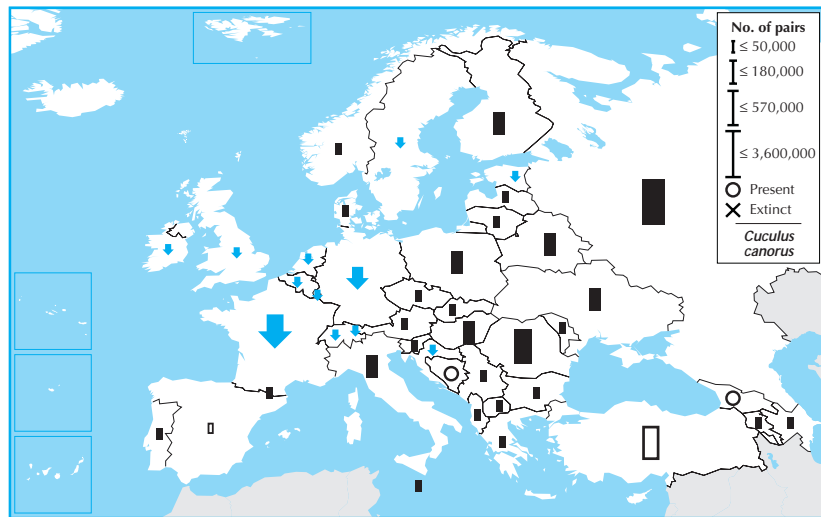 No. of pairs
≤ 50,000
≤ 180,000
≤ 570,000
≤ 3,600,000
Present
Extinct
Cuculus
canorus